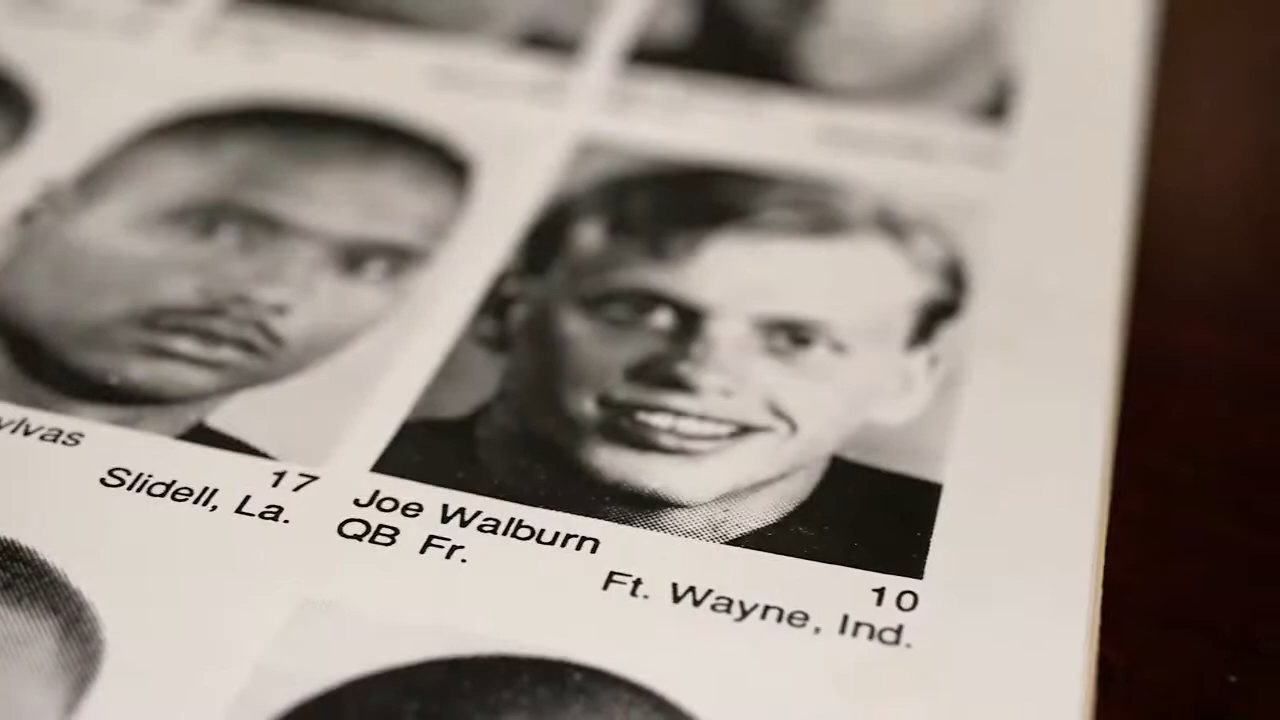 ylvas
17
Slidell, La.
Joe Walburn
QB Fr.
10
Ft. Wayne, Ind.